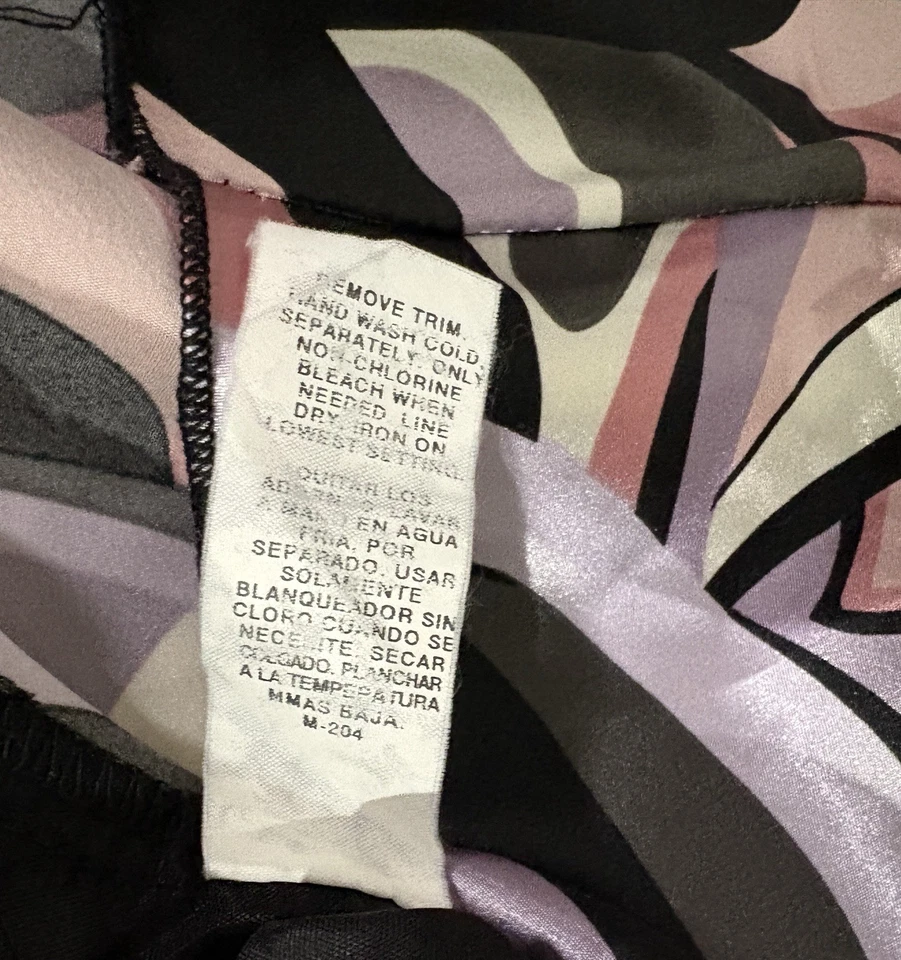 REMOVE TRIM.
HAND WASH COLD
SEPARATELY. ONLY
NON-CHLORINE
BLEACH WHEN
NEEDED. LINE
DRY. IRON ON
LOWEST SETTING.
QUITAR LOS
LAVAR
A MANO EN AGUA
FRIA, POR
SEPARADO. USAR
SOLAMENTE
BLANQUEADOR SIN
CLORO CUANDO SE
NECESITE. SECAR
COLGADO. PLANCHAR
A LA TEMPERATURA
MMAS BAJA.
M-204